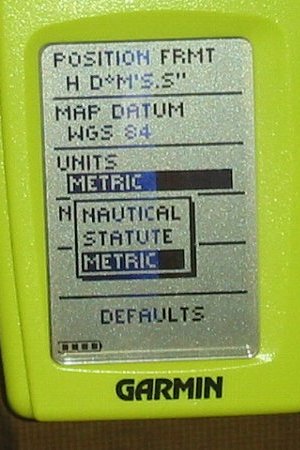 POSITION FRMT
H D°M'S.S"
MAP DATUM
WGS 84
UNITS
METRIC
N
NAUTICAL
STATUTE
METRIC
DEFAULTS
GARMIN